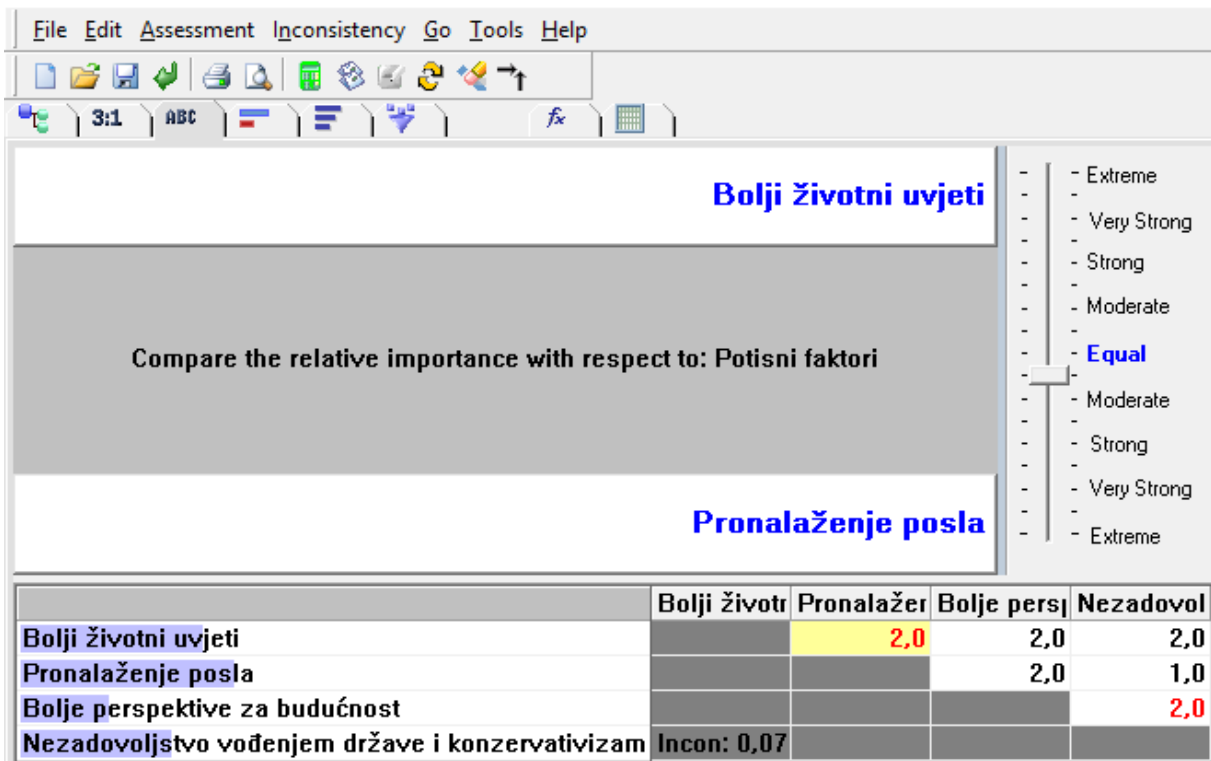 File Edit Assessment Inconsistency Go Tools Help
3:1 ABC fx
Bolji životni uvjeti
Compare the relative importance with respect to: Potisni faktori
Pronalaženje posla
Extreme
Very Strong
Strong
Moderate
Equal
Moderate
Strong
Very Strong
Extreme
Bolji životr Pronalažer Bolje persp Nezadovol
Bolji životni uvjeti 2,0 2,0 2,0
Pronalaženje posla 2,0 1,0
Bolje perspektive za budućnost 2,0
Nezadovoljstvo vođenjem države i konzervativizam Incon: 0,07